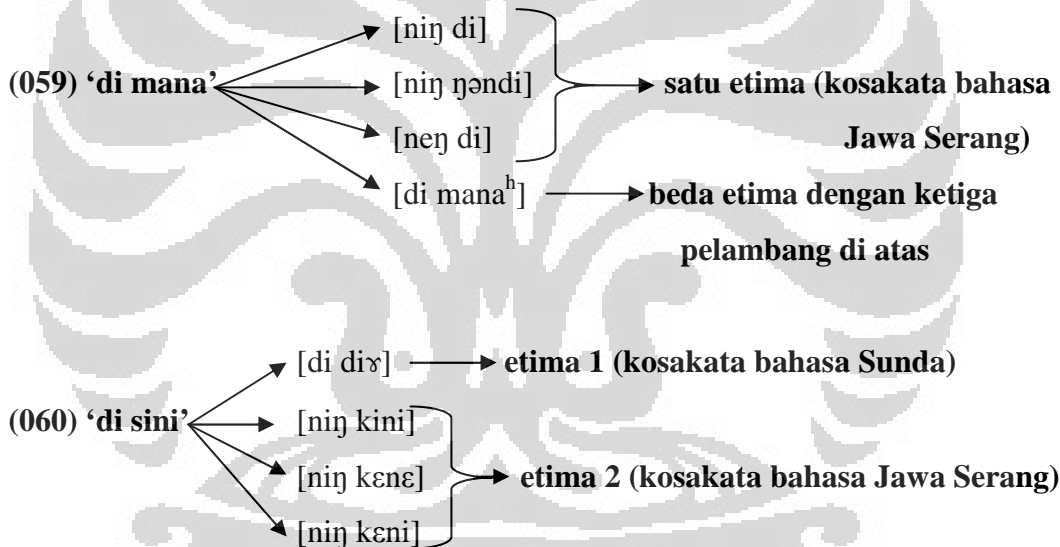 [niŋ di]
(059) ‘di mana’ [niŋ ŋəndi] satu etima (kosakata bahasa
[neŋ di] Jawa Serang)
[di manaʰ] beda etima dengan ketiga
pelambang di atas
[di diɤ] etima 1 (kosakata bahasa Sunda)
(060) ‘di sini’ [niŋ kini]
[niŋ kɛnɛ] etima 2 (kosakata bahasa Jawa Serang)
[niŋ kɛni]